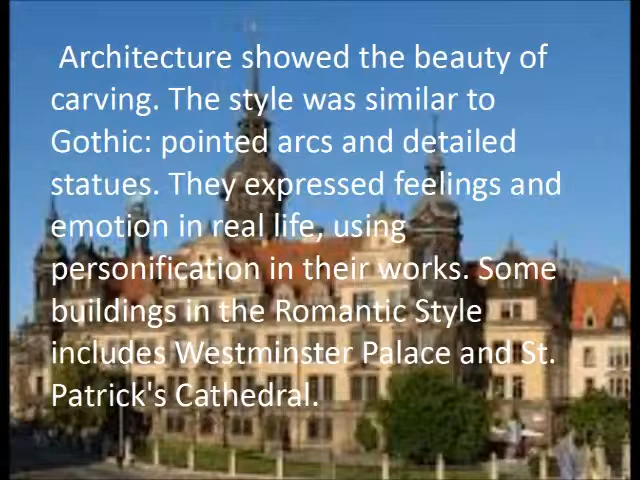 Architecture showed the beauty of
carving. The style was similar to
Gothic: pointed arcs and detailed
statues. They expressed feelings and
emotion in real life, using
personification in their works. Some
buildings in the Romantic Style
includes Westminster Palace and St.
Patrick's Cathedral.